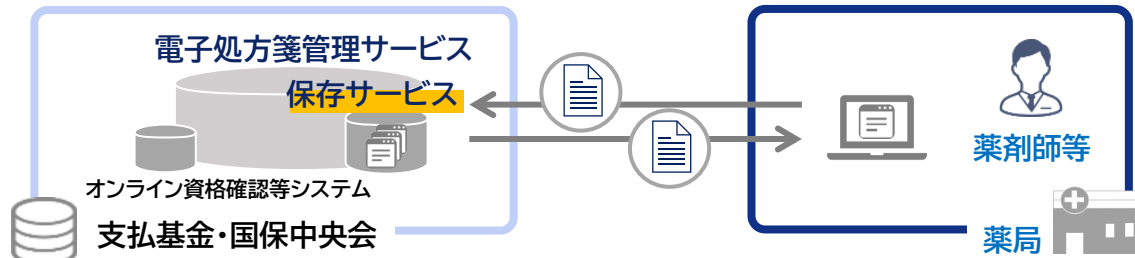 電子処方箋管理サービス
保存サービス
オンライン資格確認等システム
支払基金・国保中央会
薬剤師等
薬局